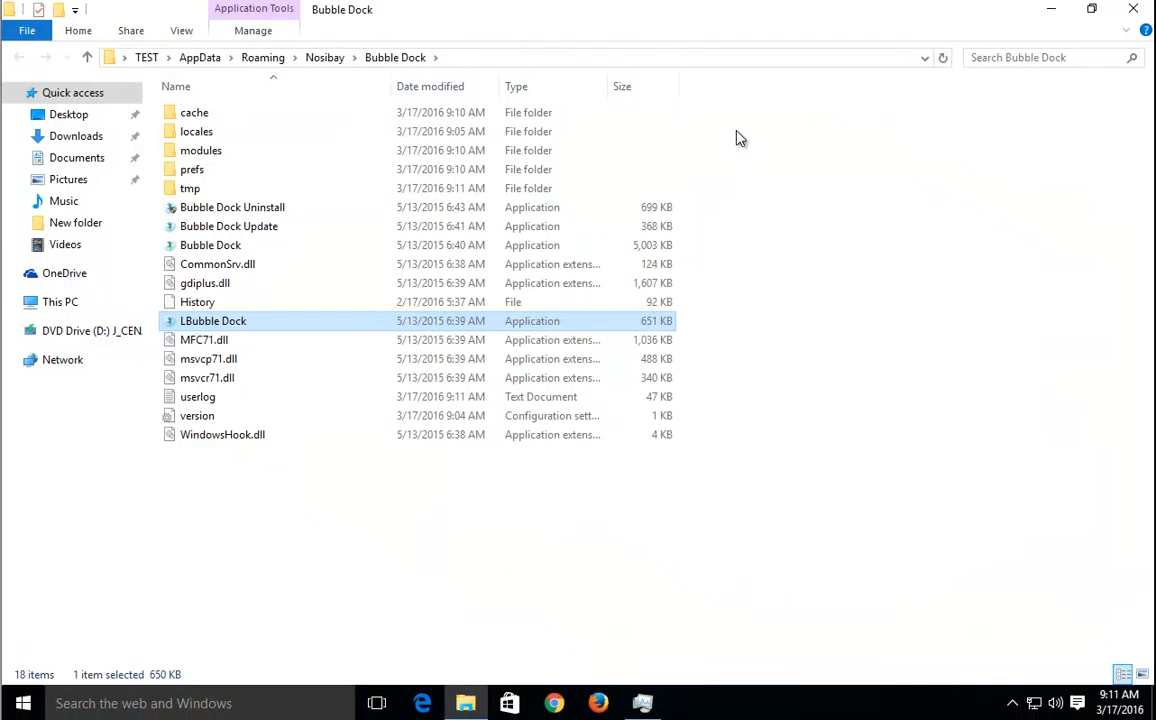 Application Tools Bubble Dock
File Home Share View Manage
TEST Y AppData Roaming Nosibay Bubble Dock Search Bubble Dock
Name Date modified Type Size
Quick access
Desktop
Downloads
Documents
Pictures
Music
New folder
Videos
OneDrive
This PC
DVD Drive (D:) J_CEN
Network
cache 3/17/2016 9:10 AM File folder
locales 3/17/2016 9:05 AM File folder
modules 3/17/2016 9:10 AM File folder
prefs 3/17/2016 9:10 AM File folder
tmp 3/17/2016 9:11 AM File folder
Bubble Dock Uninstall 5/13/2015 6:43 AM Application 699 KB
Bubble Dock Update 5/13/2015 6:41 AM Application 368 KB
Bubble Dock 5/13/2015 6:40 AM Application 5,003 KB
CommonSrv.dll 5/13/2015 6:38 AM Application extens... 124 KB
gdiplus.dll 5/13/2015 6:39 AM Application extens... 1,607 KB
History 2/17/2016 5:37 AM File 92 KB
LBubble Dock 5/13/2015 6:39 AM Application 651 KB
MFC71.dll 5/13/2015 6:39 AM Application extens... 1,036 KB
msvcp71.dll 5/13/2015 6:39 AM Application extens... 488 KB
msvcr71.dll 5/13/2015 6:39 AM Application extens... 340 KB
userlog 3/17/2016 9:11 AM Text Document 47 KB
version 3/17/2016 9:04 AM Configuration sett... 1 KB
WindowsHook.dll 5/13/2015 6:38 AM Application extens... 4 KB
18 items 1 item selected 650 KB
Search the web and Windows
9:11 AM
3/17/2016